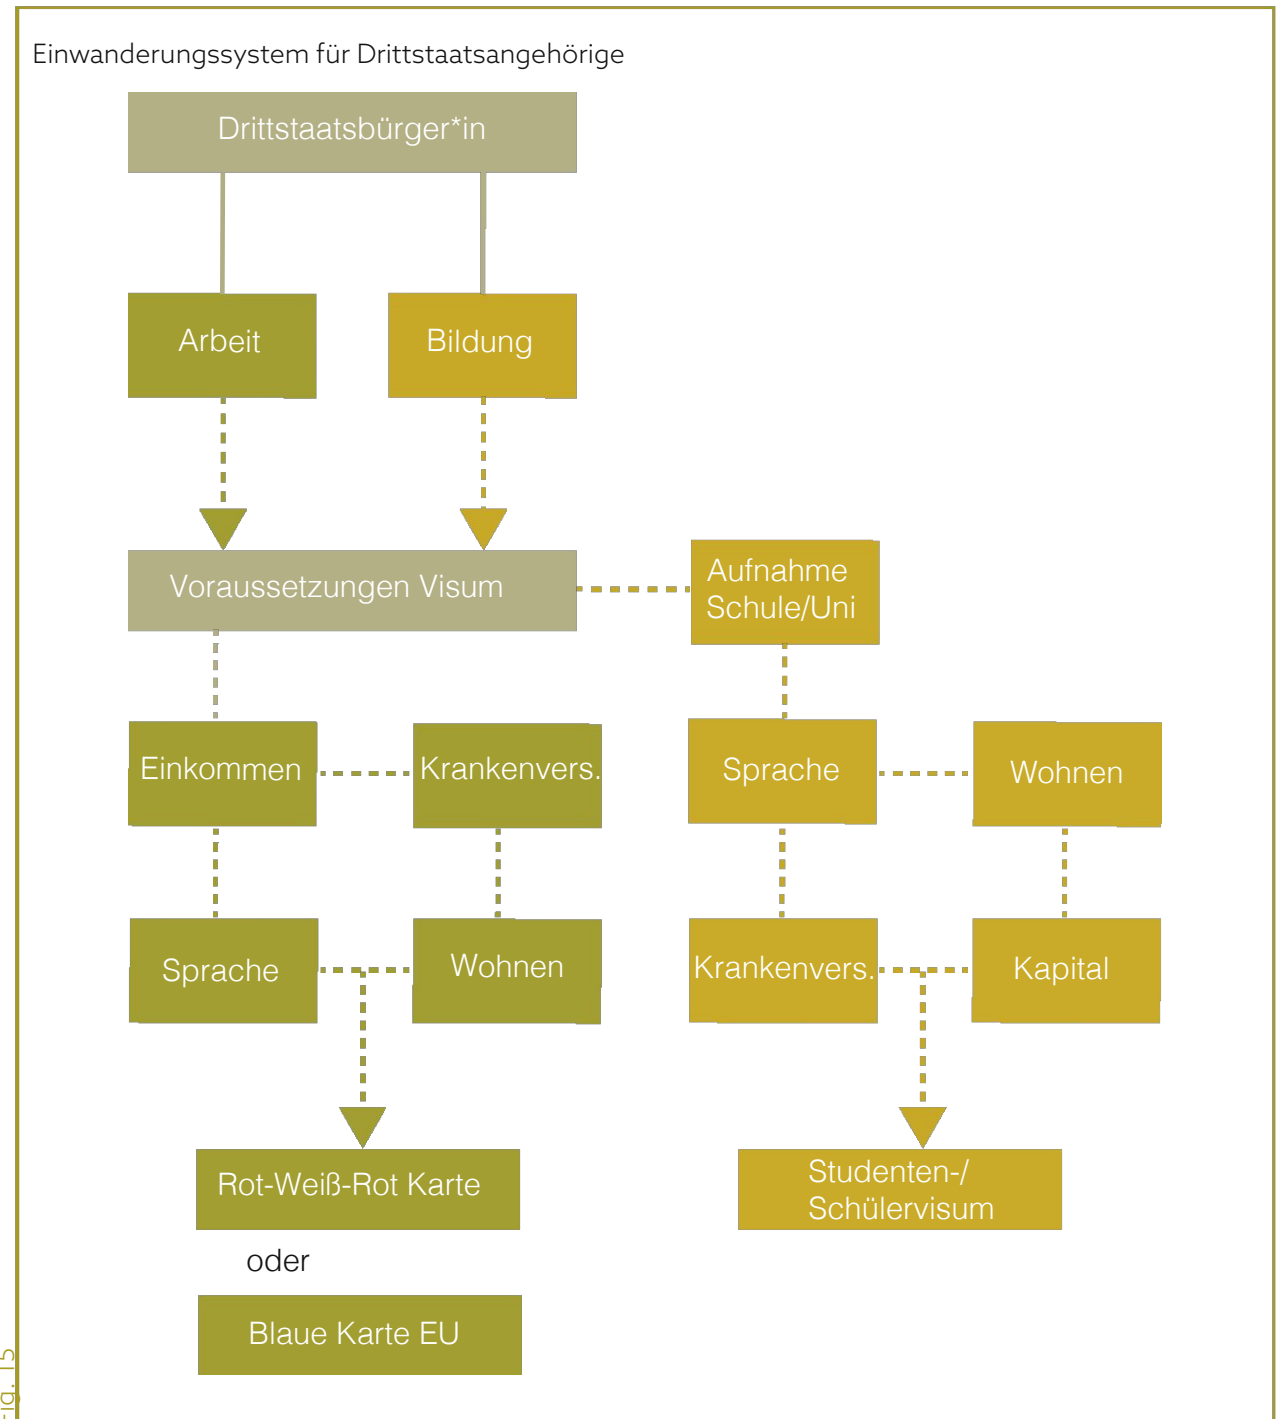 Einwanderungssystem für Drittstaatsangehörige
Drittstaatsbürger*in
Arbeit
Bildung
Voraussetzungen Visum
Aufnahme
Schule/Uni
Einkommen
Krankenvers.
Sprache
Wohnen
Sprache
Wohnen
Krankenvers.
Kapital
Rot-Weiß-Rot Karte
Studenten-/
Schülervisum
oder
Blaue Karte EU
15